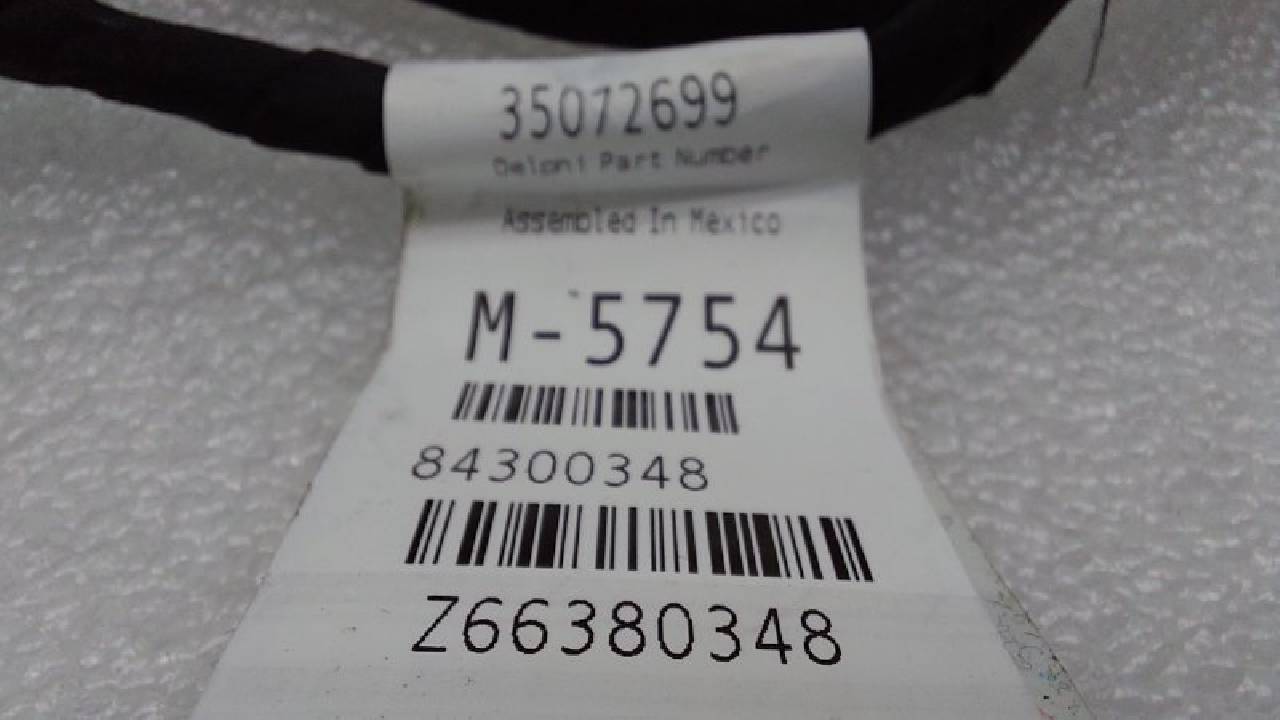 35072699
Delphi Part Number
Assembled In Mexico
M-5754
84300348
Z66380348